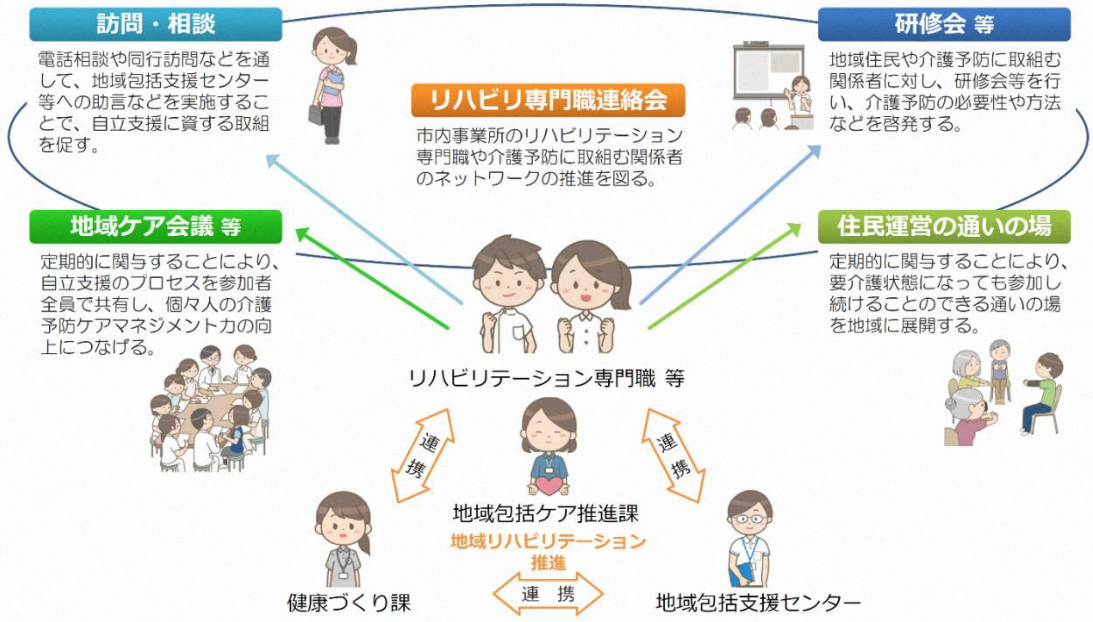 訪問・相談
電話相談や同行訪問などを通
して、地域包括支援センター
等への助言などを実施するこ
とで、自立支援に資する取組
を促す。
リハビリ専門職連絡会
市内事業所のリハビリテーション
専門職や介護予防に取組む関係者
のネットワークの推進を図る。
研修会 等
地域住民や介護予防に取組む
関係者に対し、研修会等を行
い、介護予防の必要性や方法
などを啓発する。
地域ケア会議 等
定期的に関与することにより、
自立支援のプロセスを参加者
全員で共有し、個々人の介護
予防ケアマネジメント力の向
上につなげる。
住民運営の通いの場
定期的に関与することにより、
要介護状態になっても参加し
続けることのできる通いの場
を地域に展開する。
リハビリテーション専門職 等
連携
連携
地域包括ケア推進課
地域リハビリテーション
推進
連 携
健康づくり課
地域包括支援センター